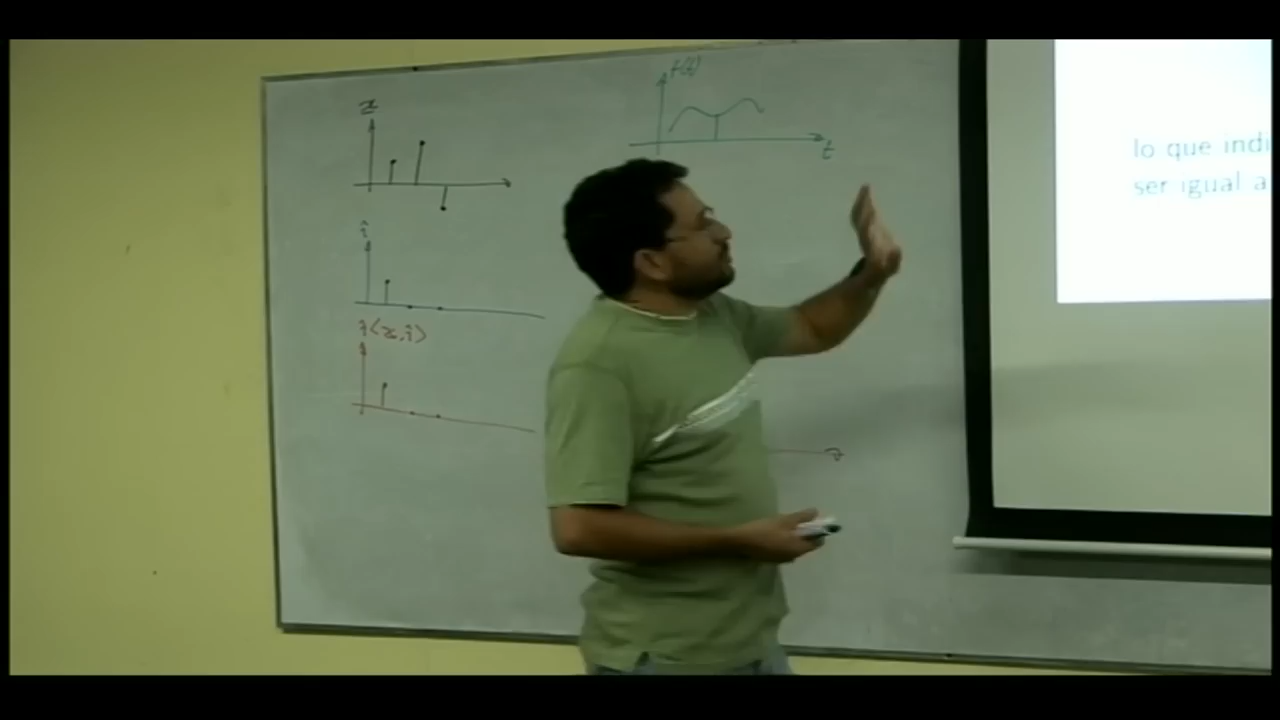 x
î
î⟨x,î⟩
f(t)
t
lo que indi
ser igual a